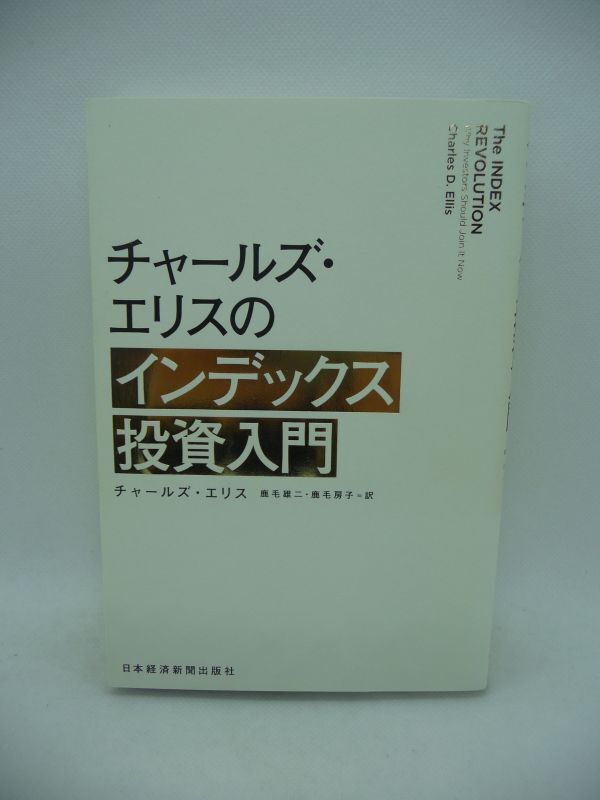 The INDEX
REVOLUTION
Why Investors Should Join It Now
Charles D. Ellis
チャールズ・
エリスの
インデックス
投資入門
チャールズ・エリス 鹿毛雄二・鹿毛房子=訳
日本経済新聞出版社